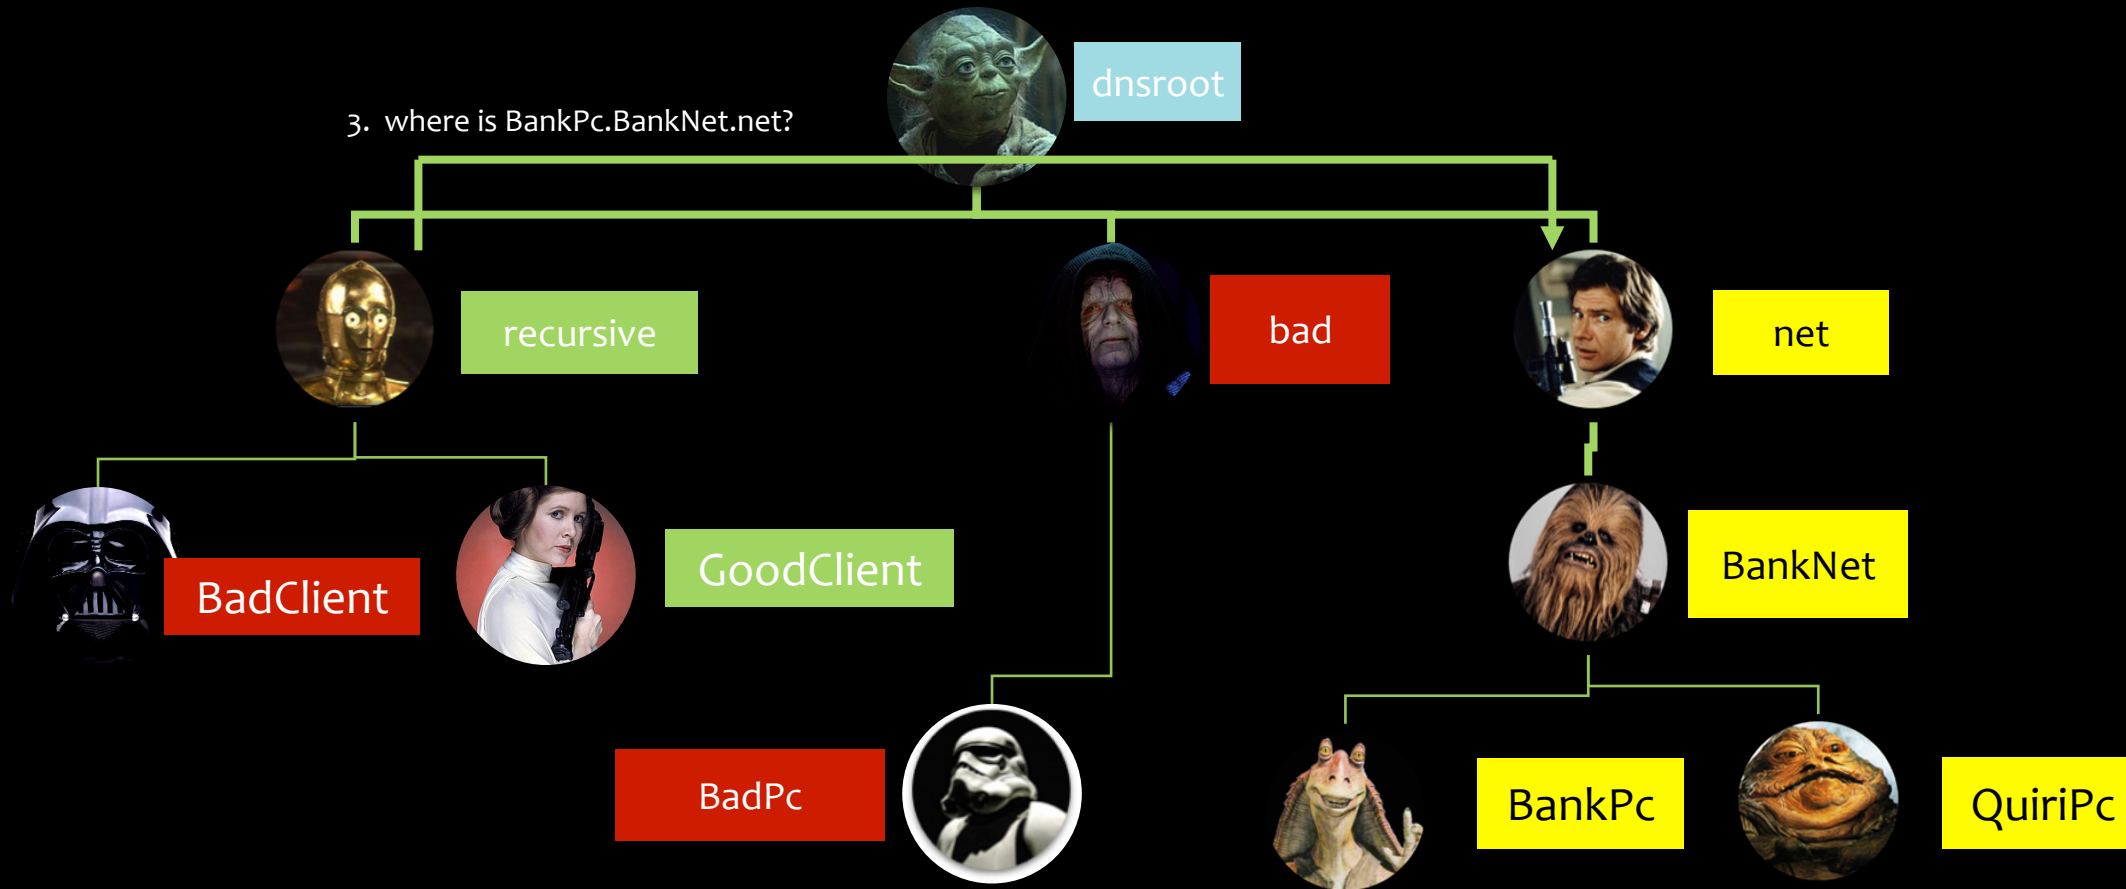 dnsroot
3. where is BankPc.BankNet.net?
recursive
bad
net
BadClient
GoodClient
BankNet
BadPc
BankPc
QuiriPc